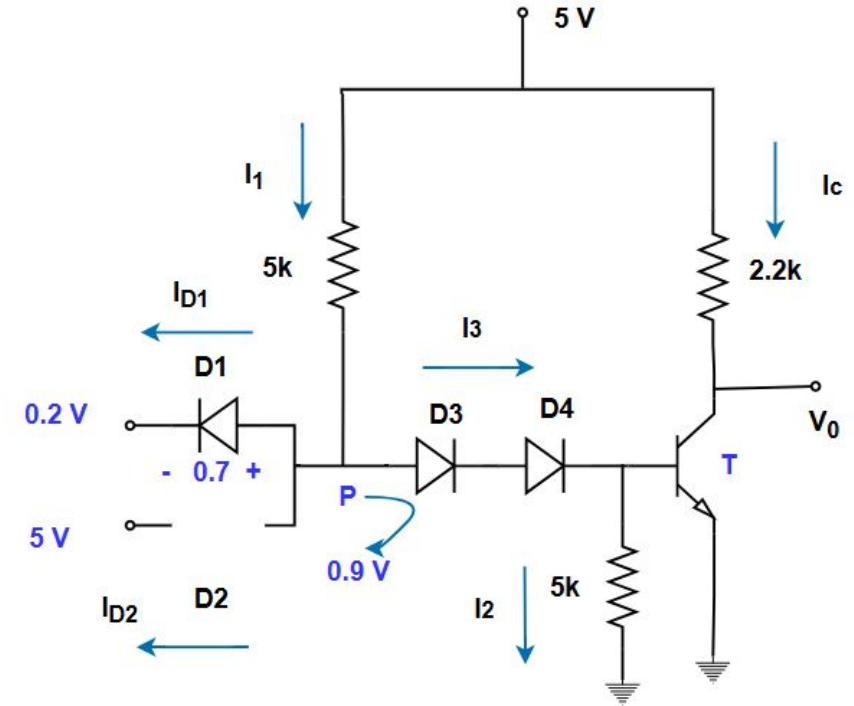 5 V
I1
Ic
5k
2.2k
ID1
I3
D1
D3
D4
0.2 V
V0
- 0.7 +
T
P
5 V
0.9 V
5k
ID2
D2
I2